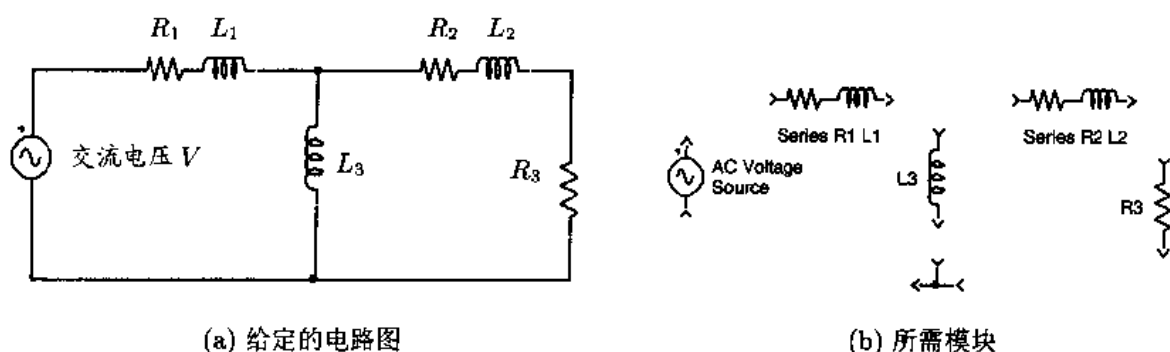 R₁ L₁
R₂ L₂
交流电压 V
L₃
R₃
(a) 给定的电路图
Series R1 L1
Series R2 L2
AC Voltage
Source
L3
R3
(b) 所需模块